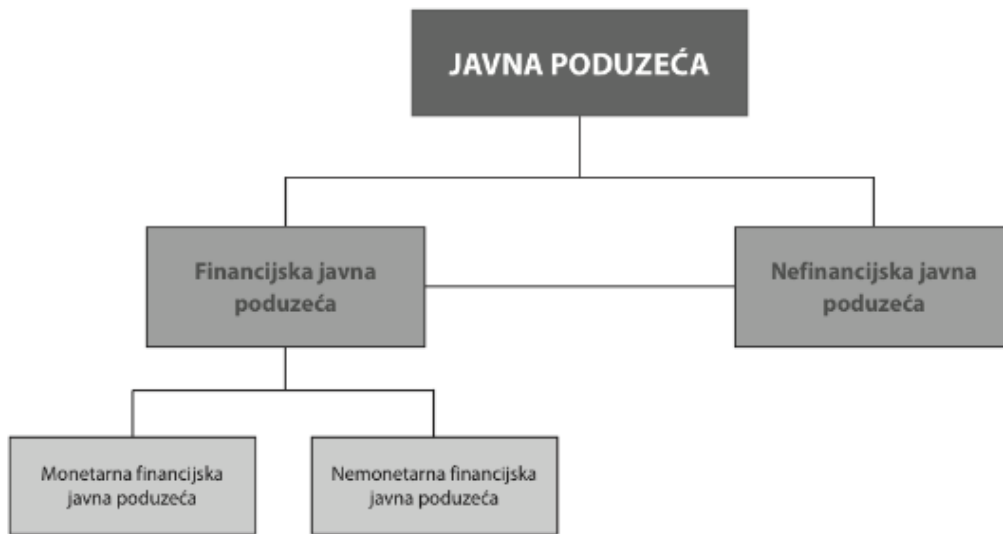 JAVNA PODUZEĆA
Financijska javna
poduzeća
Nefinancijska javna
poduzeća
Monetarna financijska
javna poduzeća
Nemonetarna financijska
javna poduzeća